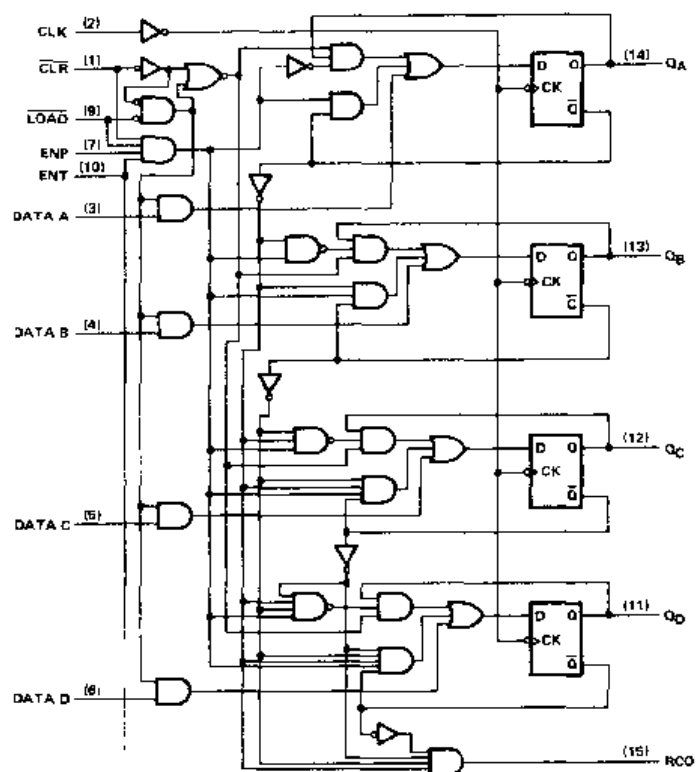 CLK (2)
CLR (1)
LOAD (9)
ENP (7)
ENT (10)
DATA A (3)
D Q (14) QA
CK
Q
D Q (13) QB
CK
Q
DATA B (4)
D Q (12) QC
CK
Q
DATA C (5)
D Q (11) QD
CK
Q
DATA D (6)
(15) RCO